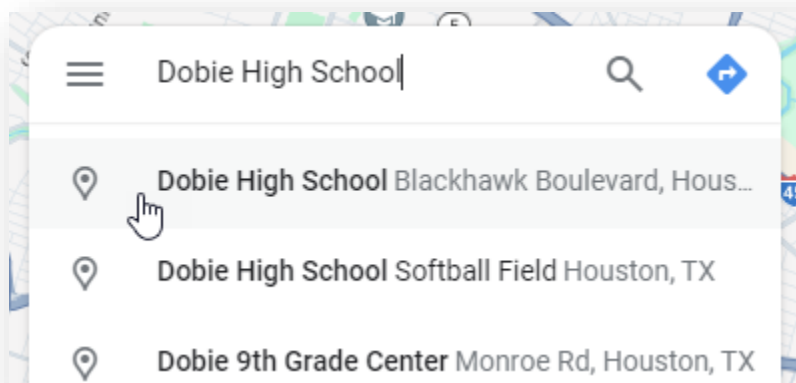 Dobie High School
Dobie High School Blackhawk Boulevard, Hous...
Dobie High School Softball Field Houston, TX
Dobie 9th Grade Center Monroe Rd, Houston, TX